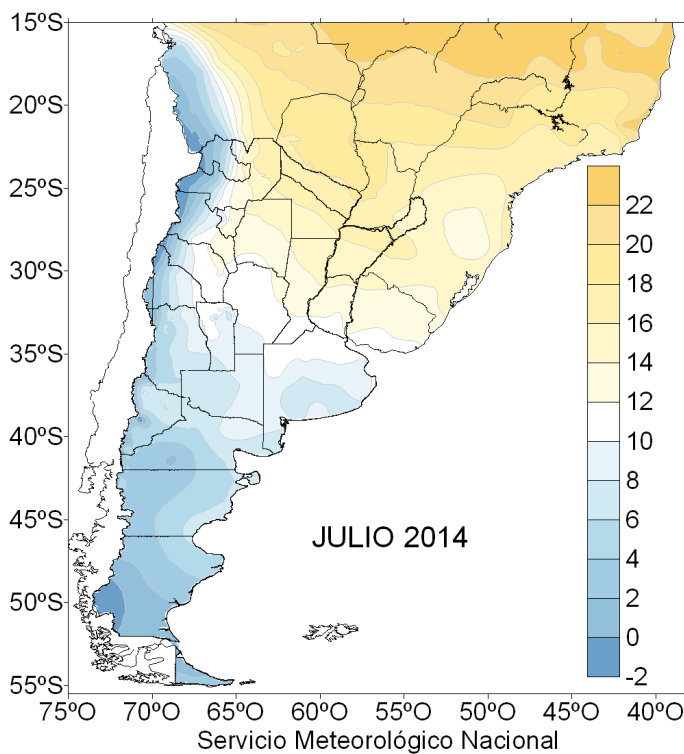 15ºS
20ºS
25ºS
30ºS
35ºS
40ºS
45ºS
50ºS
55ºS
22
20
18
16
14
12
10
8
6
4
2
0
-2
JULIO 2014
75ºO 70ºO 65ºO 60ºO 55ºO 50ºO 45ºO 40ºO
Servicio Meteorológico Nacional